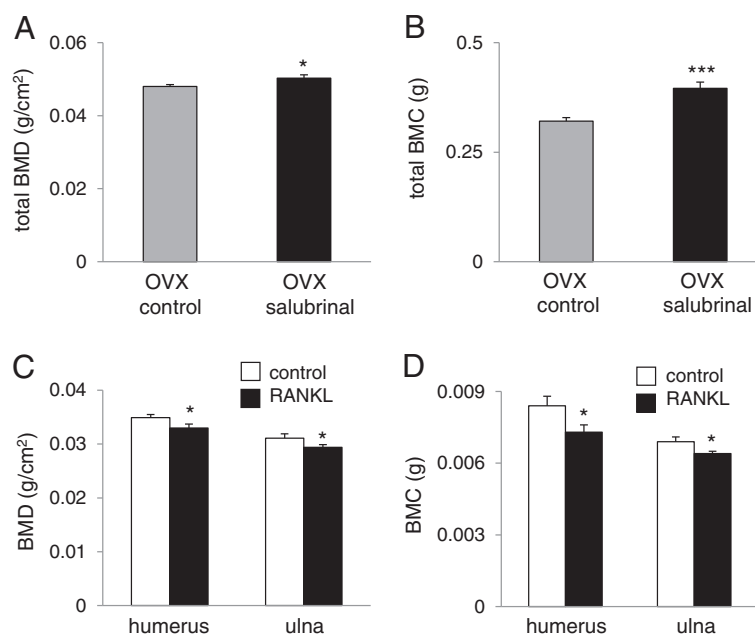 A
total BMD (g/cm²)
0.06
0.04
0.02
0
*
OVX
control
OVX
salubrinal
B
total BMC (g)
0.5
0.25
0
***
OVX
control
OVX
salubrinal
C
BMD (g/cm²)
control
RANKL
0.04
0.03
0.02
0.01
0
*
*
humerus
ulna
D
BMC (g)
control
RANKL
0.009
0.006
0.003
0
*
*
humerus
ulna